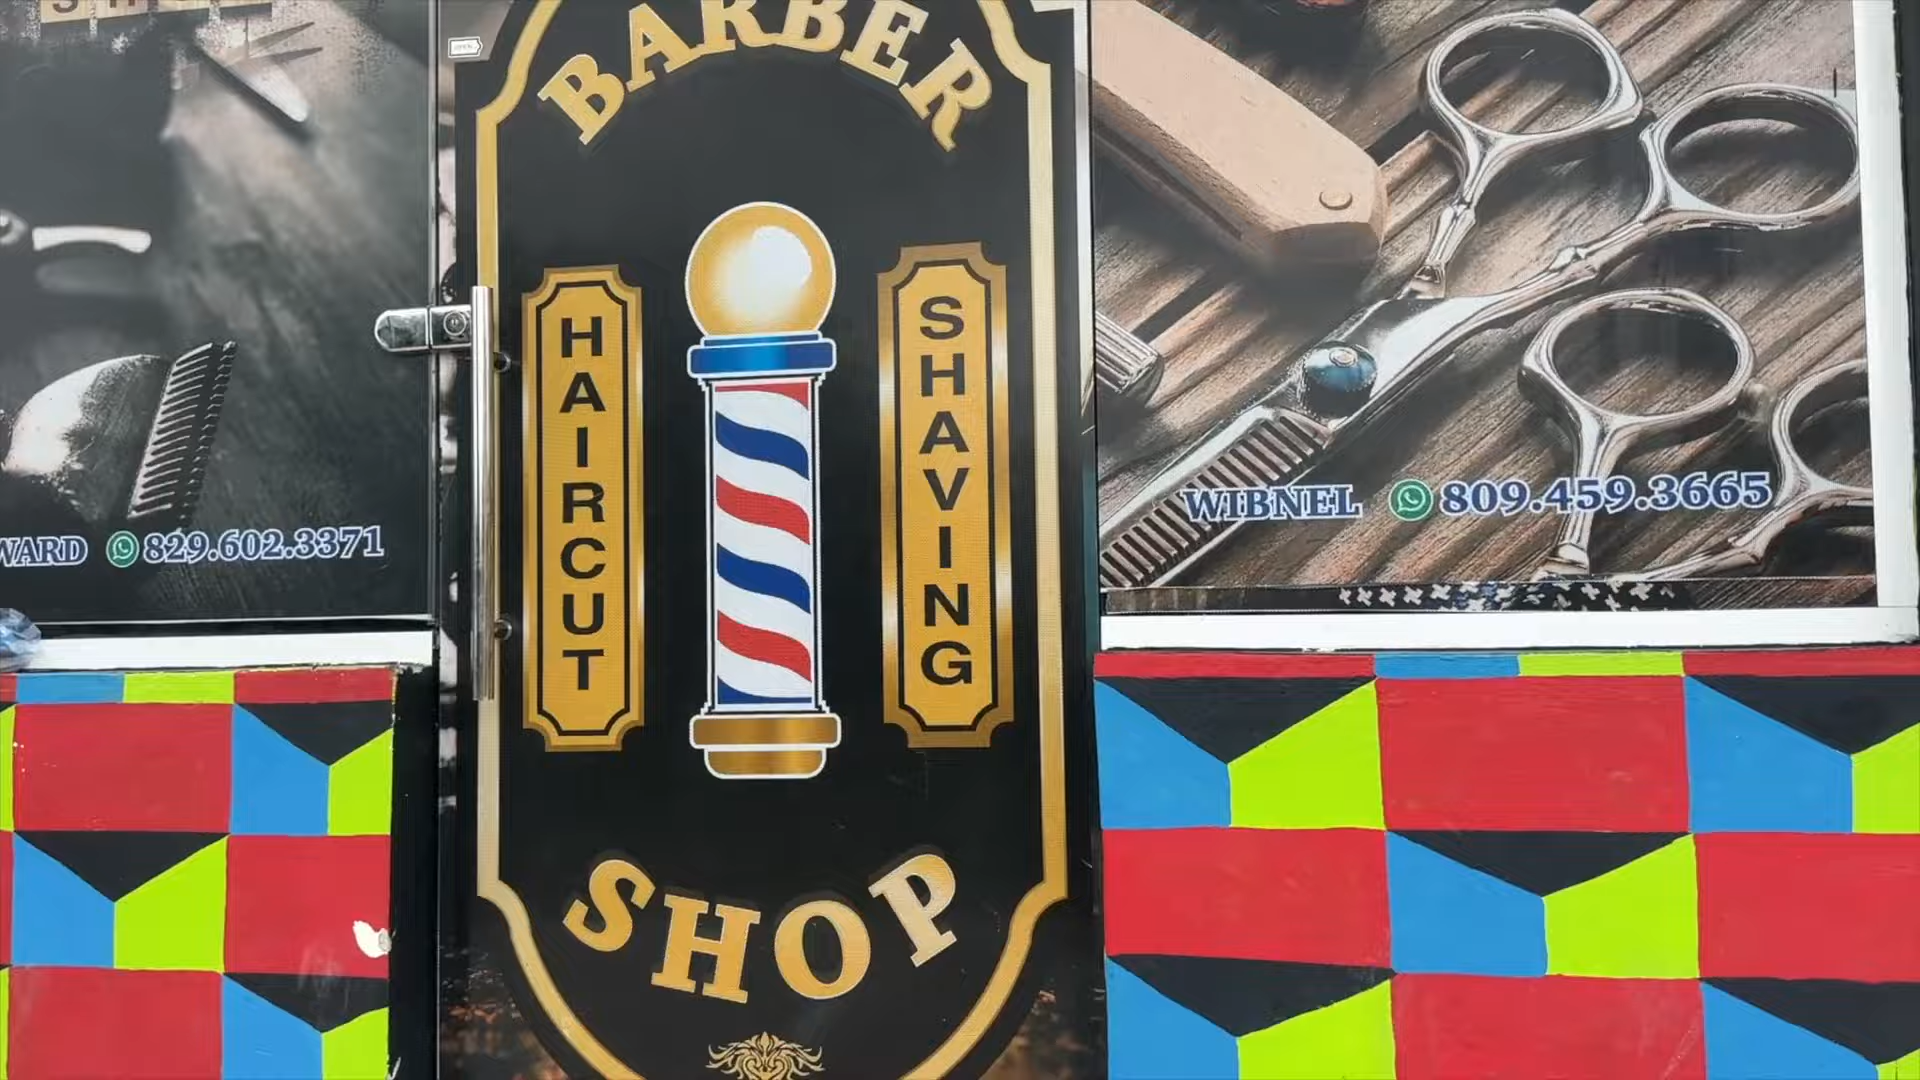 BARBER
HAIRCUT
SHAVING
SHOP
WARD 829.602.3371
WIBNEL 809.459.3665